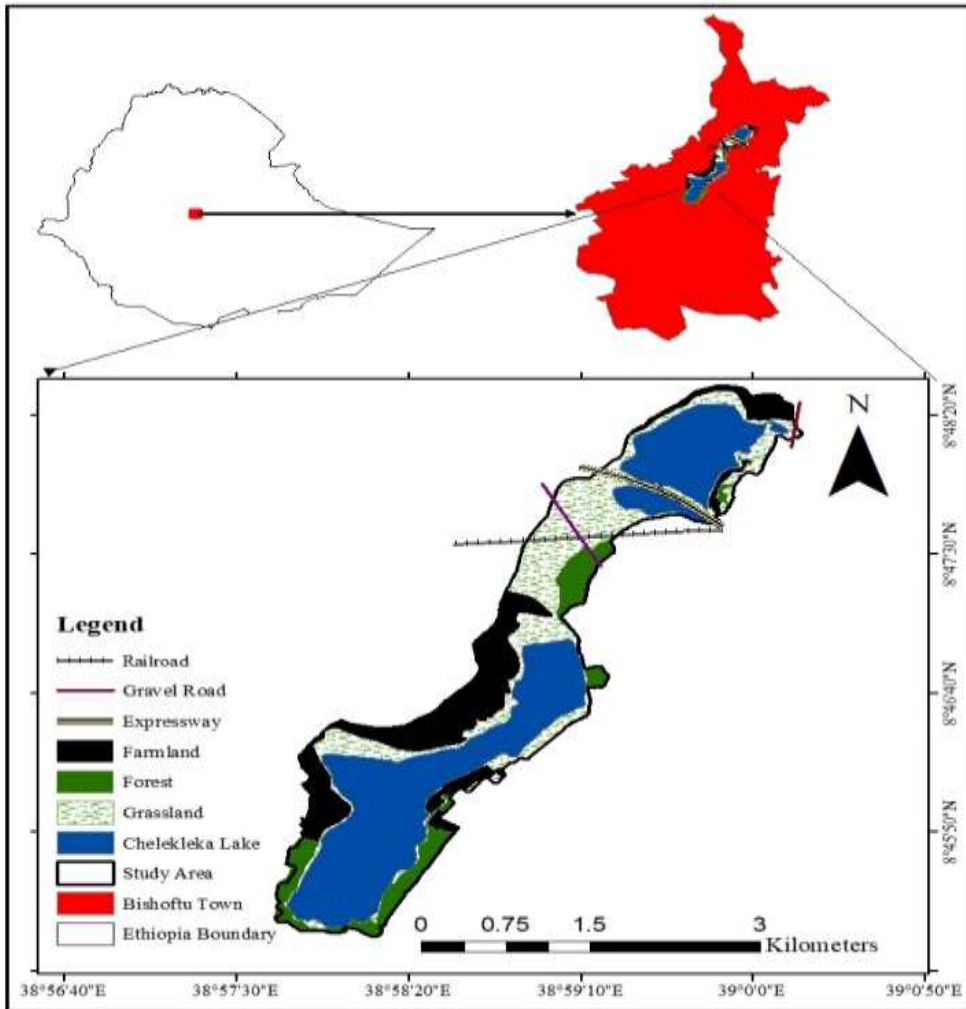 N
8°48'20"N
8°47'30"N
8°46'40"N
8°45'50"N
Legend
Railroad
Gravel Road
Expressway
Farmland
Forest
Grassland
Chelekleka Lake
Study Area
Bishoftu Town
Ethiopia Boundary
0 0.75 1.5 3
Kilometers
38°56'40"E 38°57'30"E 38°58'20"E 38°59'10"E 39°0'0"E 39°0'50"E